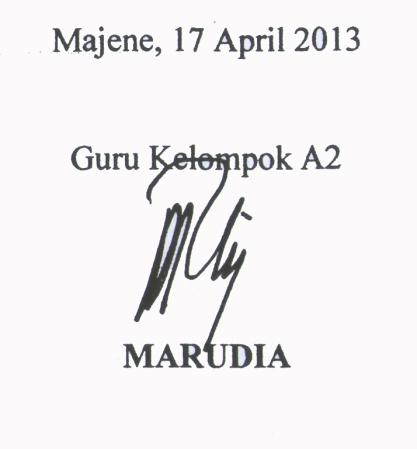 Majene, 17 April 2013
Guru Kelompok A2
MARUDIA